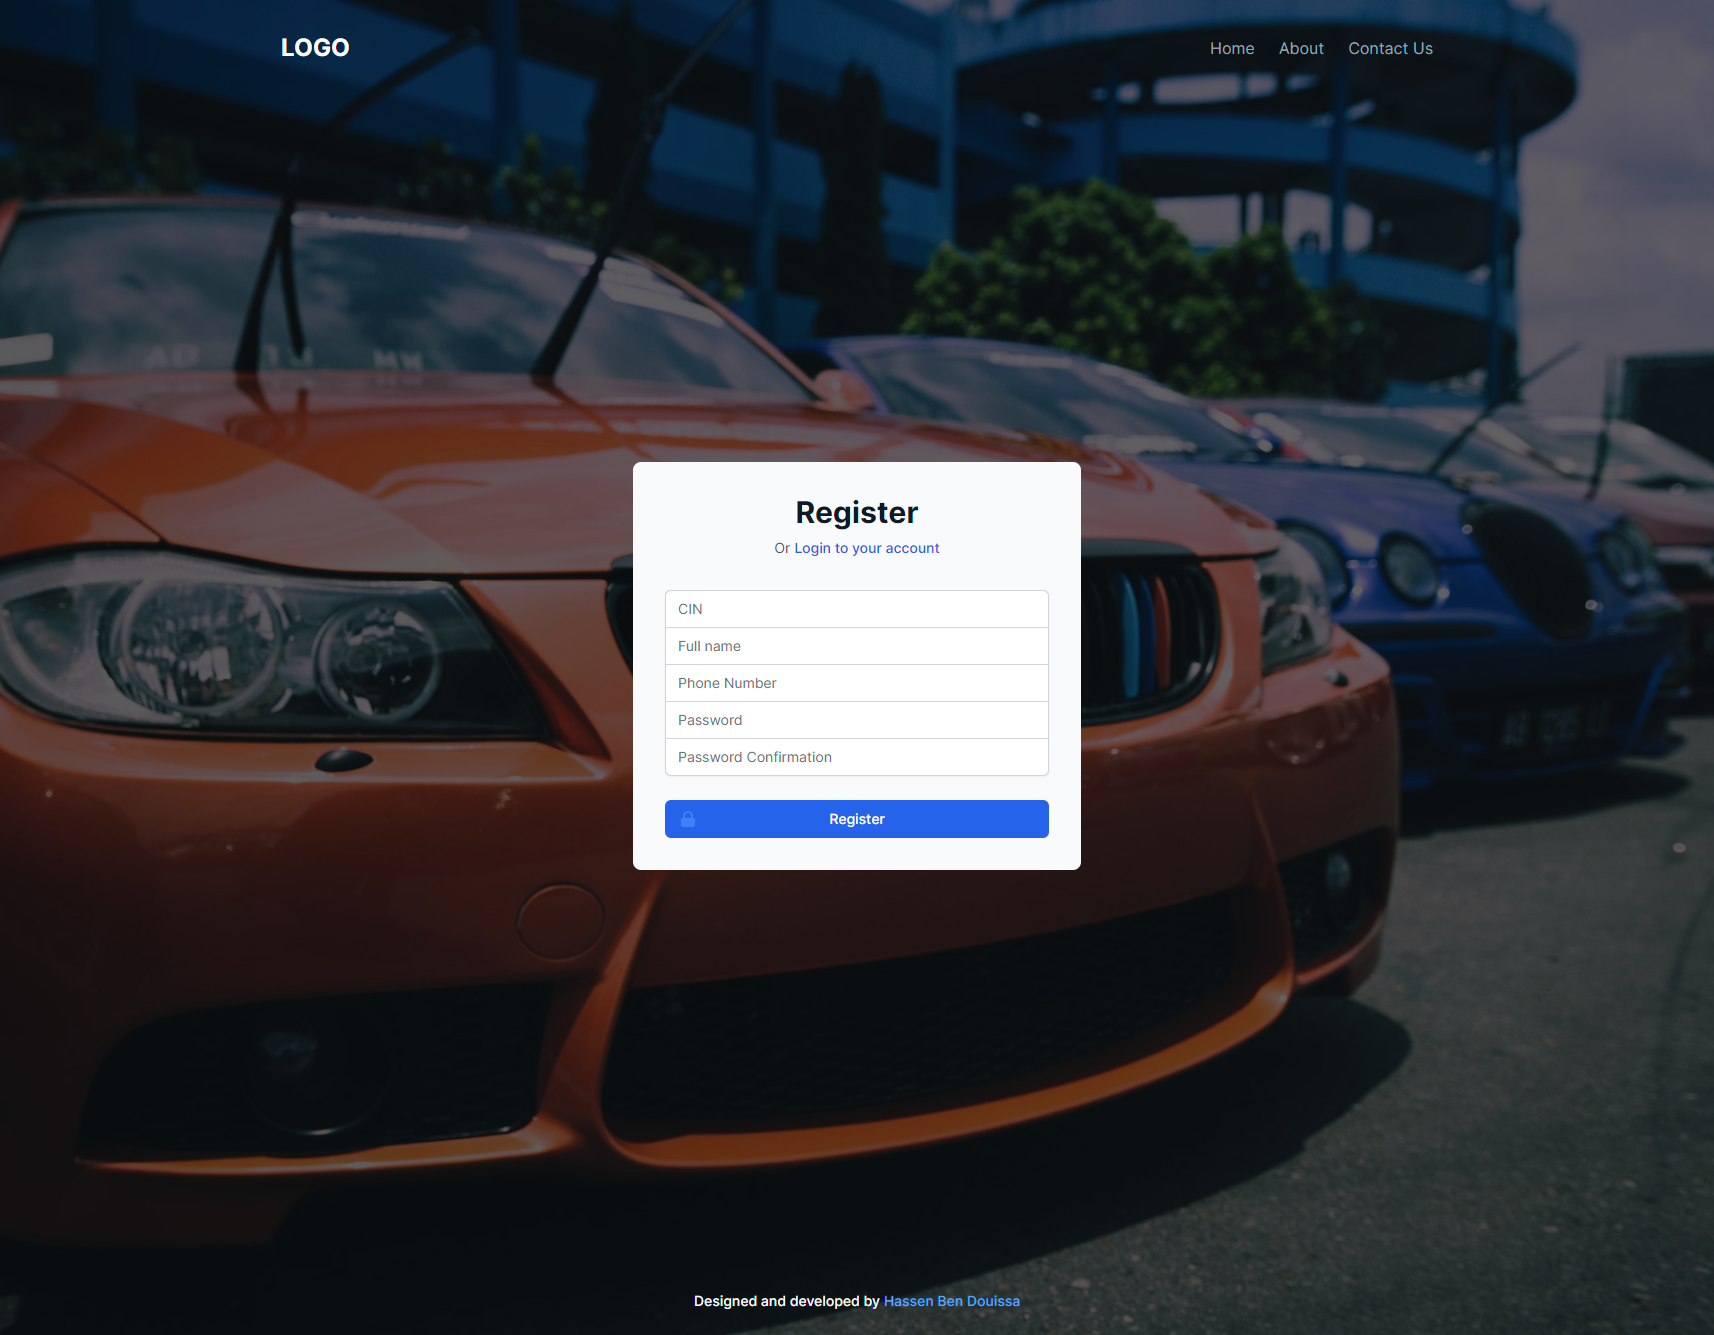 LOGO
Home About Contact Us
Register
Or Login to your account
CIN
Full name
Phone Number
Password
Password Confirmation
Register
Designed and developed by Hassen Ben Douissa